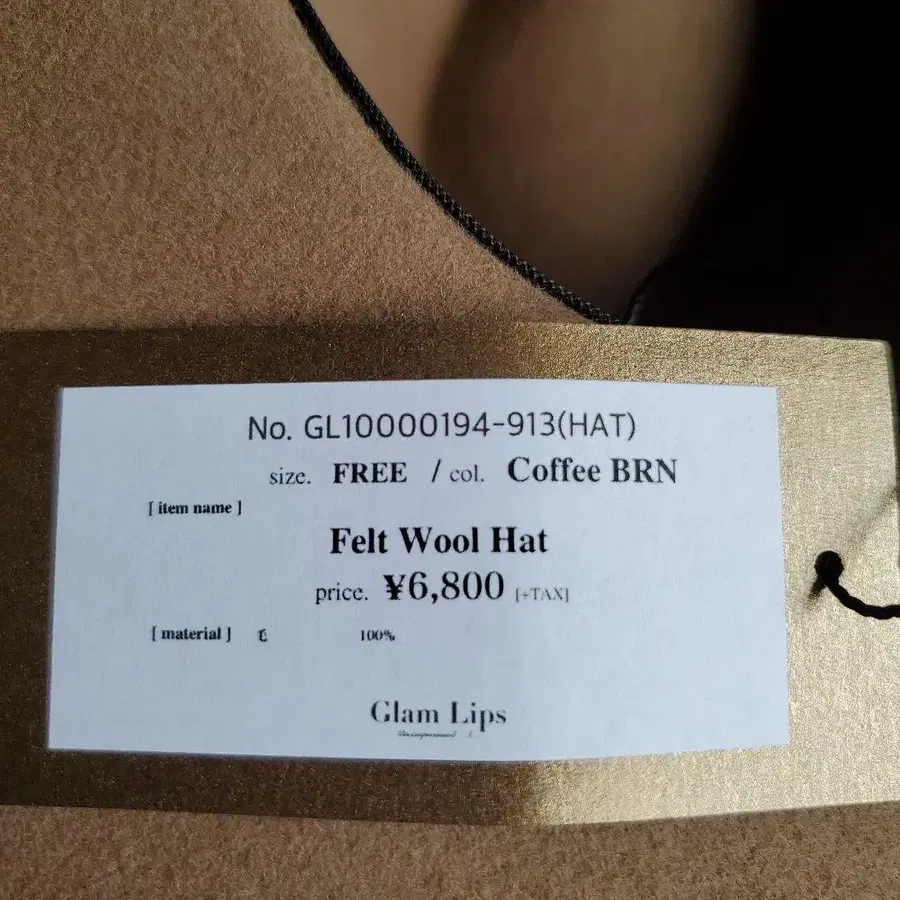 No. GL10000194-913(HAT)
size. FREE / col. Coffee BRN
[ item name ]
Felt Wool Hat
price. ¥6,800 [+TAX]
[ material ] 100%
Glam Lips